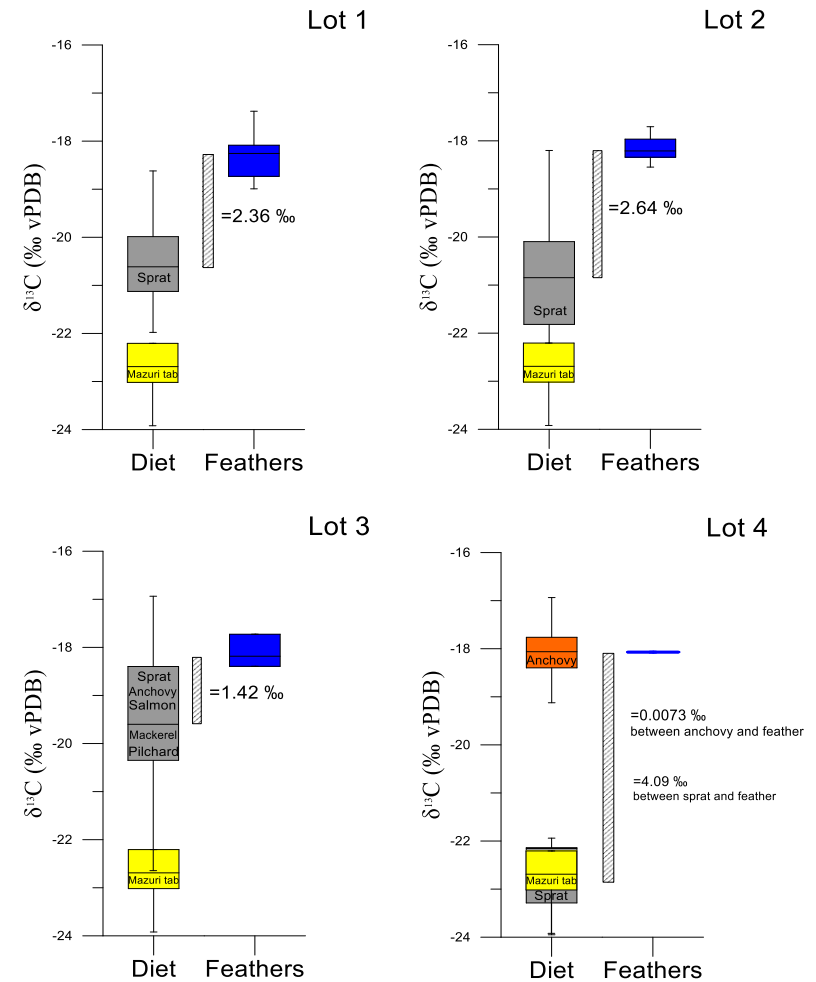 Lot 1
-16
-18
-20
-22
-24
δ¹³C (‰ vPDB)
Sprat
Mazuri tab
=2.36 ‰
Diet
Feathers
Lot 2
-16
-18
-20
-22
-24
δ¹³C (‰ vPDB)
Sprat
Mazuri tab
=2.64 ‰
Diet
Feathers
Lot 3
-16
-18
-20
-22
-24
δ¹³C (‰ vPDB)
Sprat
Anchovy
Salmon
Mackerel
Pilchard
Mazuri tab
=1.42 ‰
Diet
Feathers
Lot 4
-16
-18
-20
-22
-24
δ¹³C (‰ vPDB)
Anchovy
=0.0073 ‰
between anchovy and feather
=4.09 ‰
between sprat and feather
Mazuri tab
Sprat
Diet
Feathers